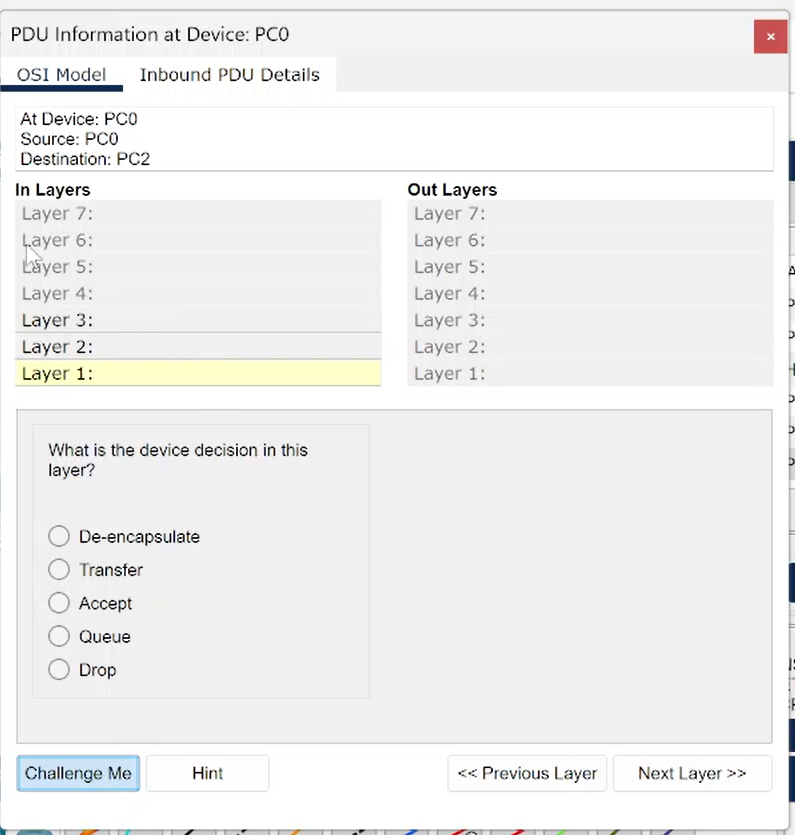 PDU Information at Device: PC0
×
OSI Model
Inbound PDU Details
At Device: PC0
Source: PC0
Destination: PC2
In Layers
Layer 7:
Layer 6:
Layer 5:
Layer 4:
Layer 3:
Layer 2:
Layer 1:
Out Layers
Layer 7:
Layer 6:
Layer 5:
Layer 4:
Layer 3:
Layer 2:
Layer 1:
What is the device decision in this
layer?
De-encapsulate
Transfer
Accept
Queue
Drop
Challenge Me
Hint
<< Previous Layer
Next Layer >>